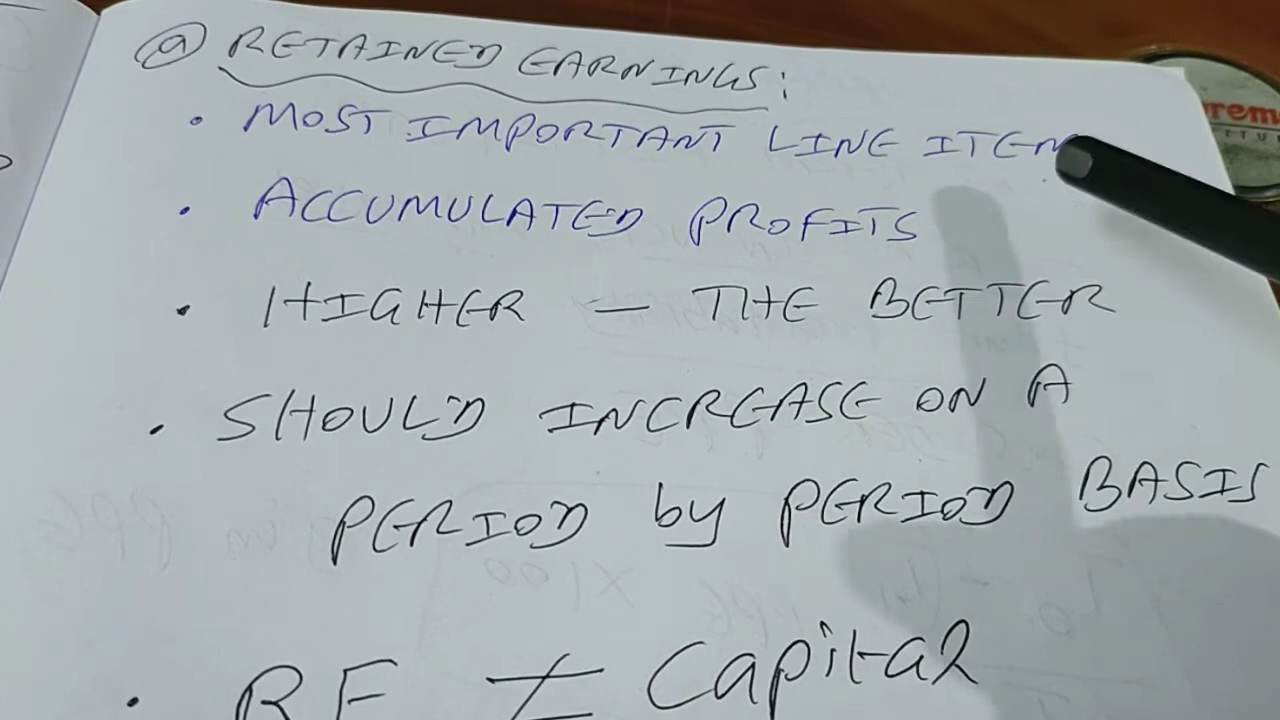 @ RETAINED EARNINGS:
• MOST IMPORTANT LINE ITEM
• ACCUMULATED PROFITS
• HIGHER — THE BETTER
• SHOULD INCREASE ON A
PERIOD by PERIOD BASIS
• RE ≠ Capital